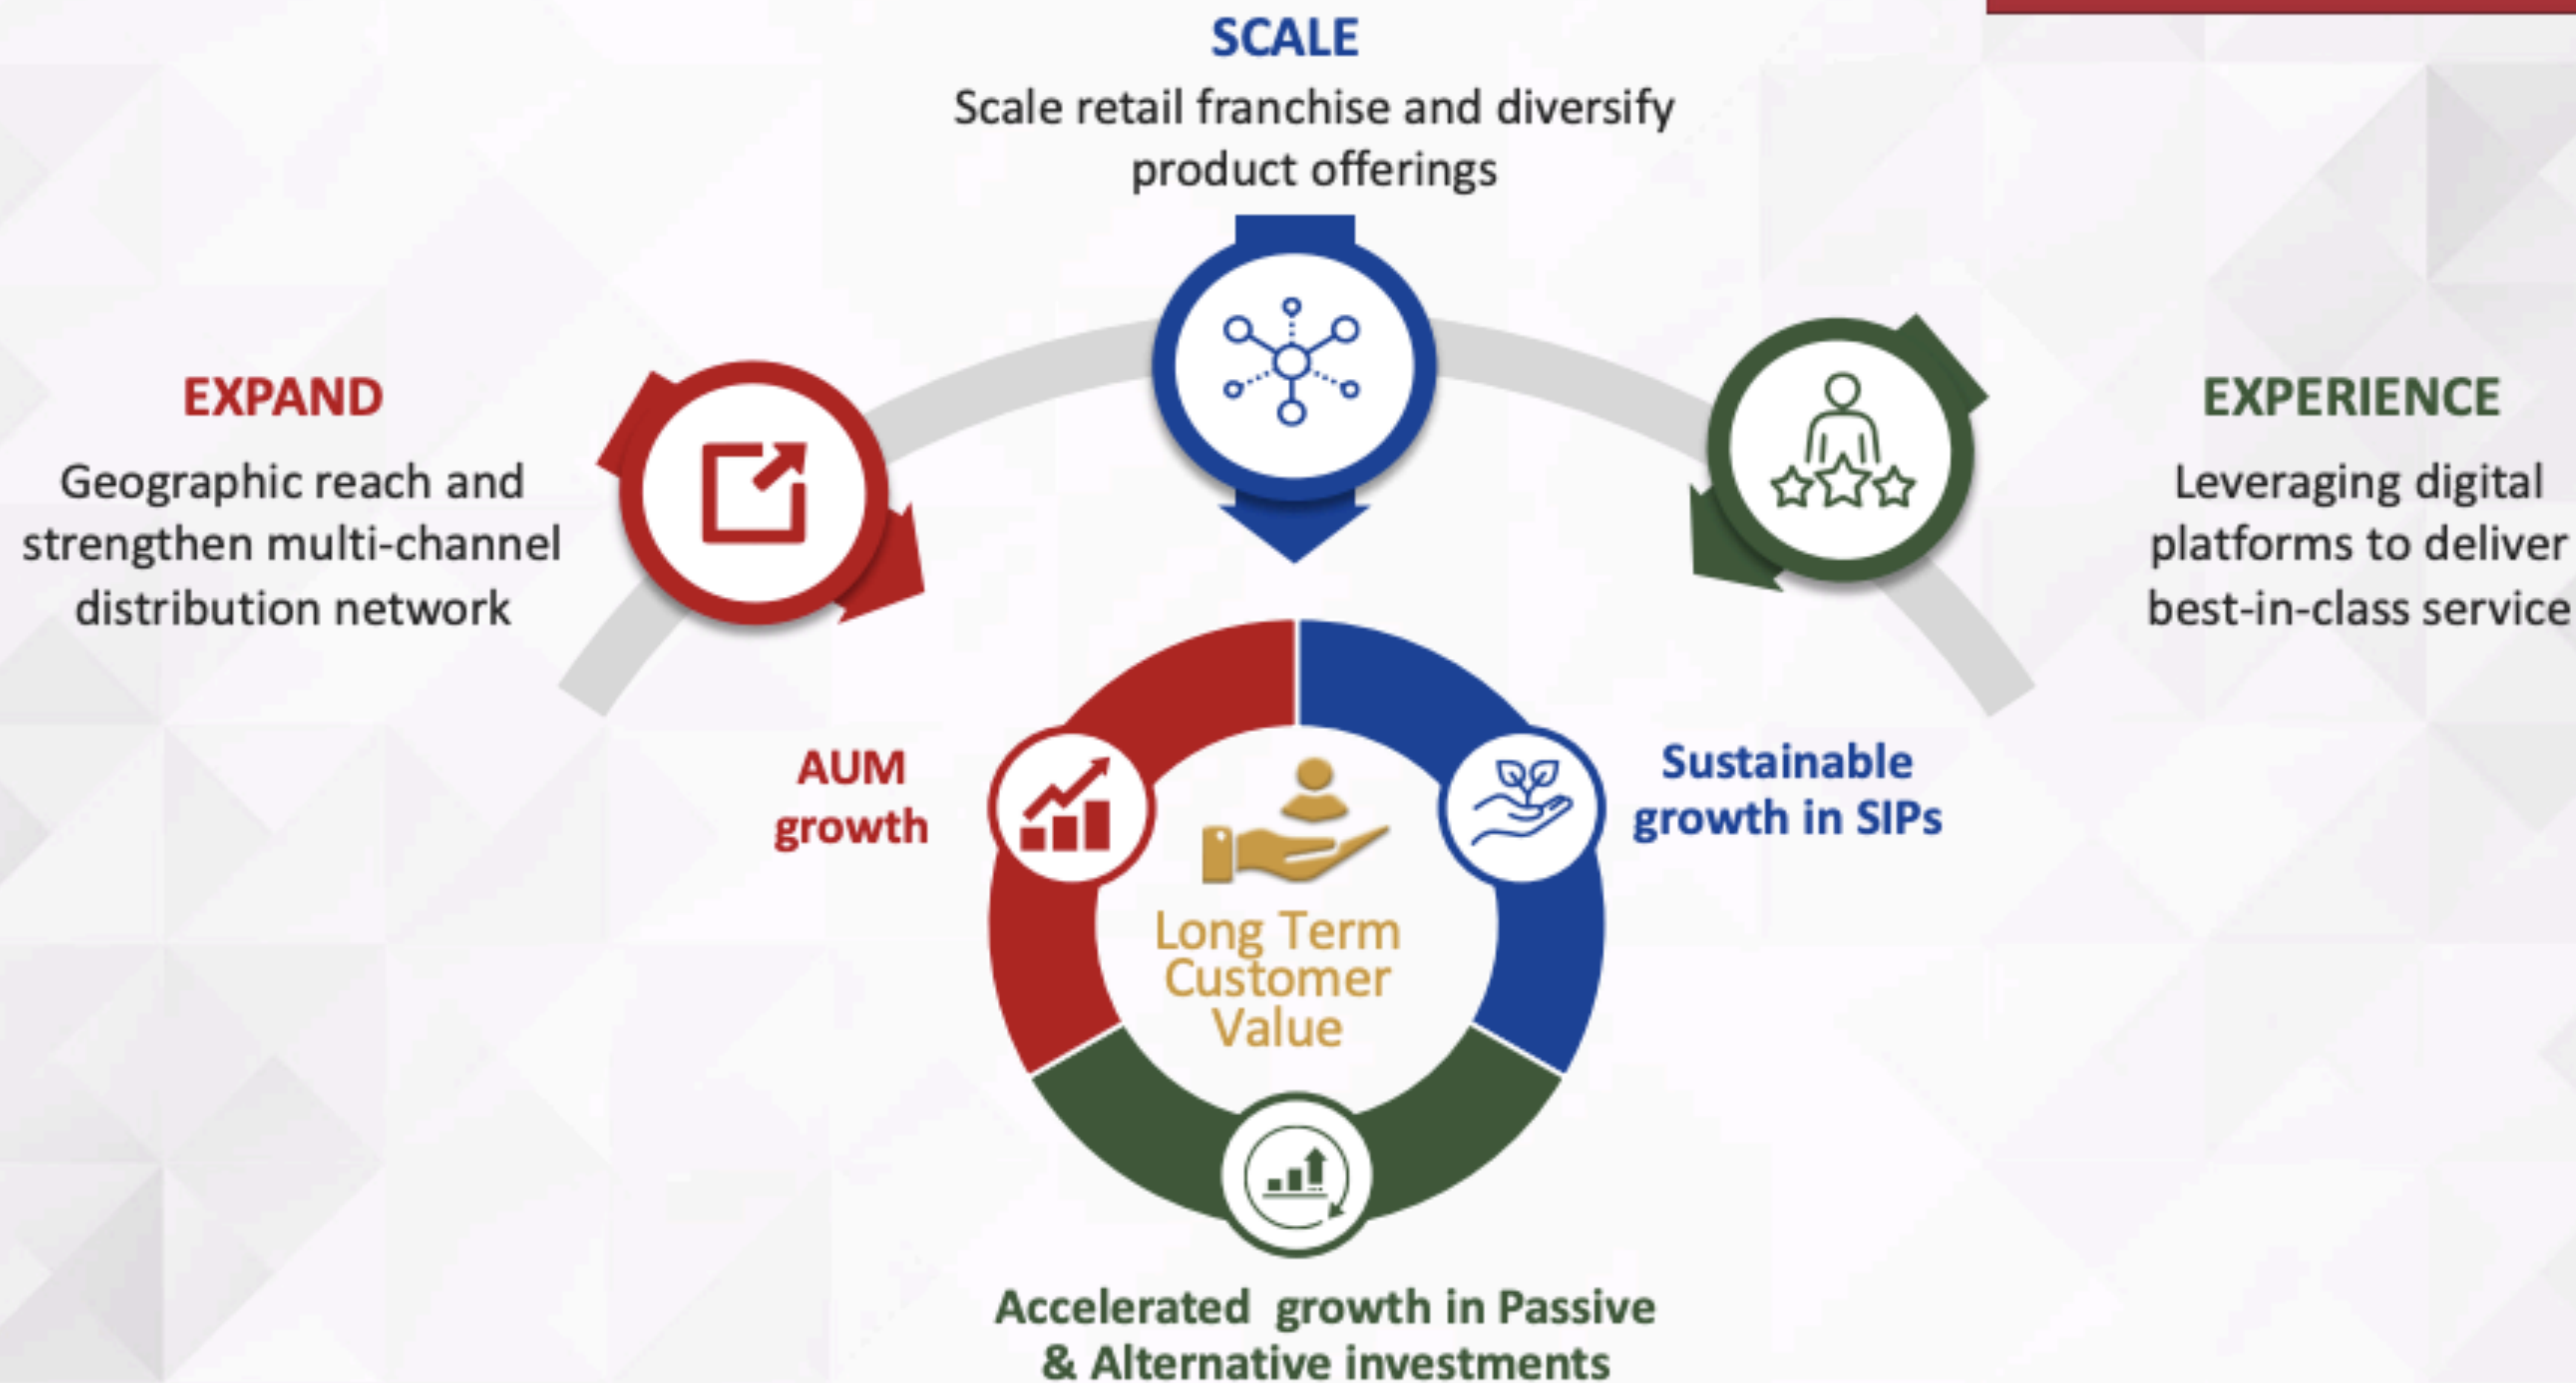 SCALE
Scale retail franchise and diversify
product offerings
EXPAND
Geographic reach and
strengthen multi-channel
distribution network
EXPERIENCE
Leveraging digital
platforms to deliver
best-in-class service
AUM
growth
Sustainable
growth in SIPs
Long Term
Customer
Value
Accelerated  growth in Passive
& Alternative investments